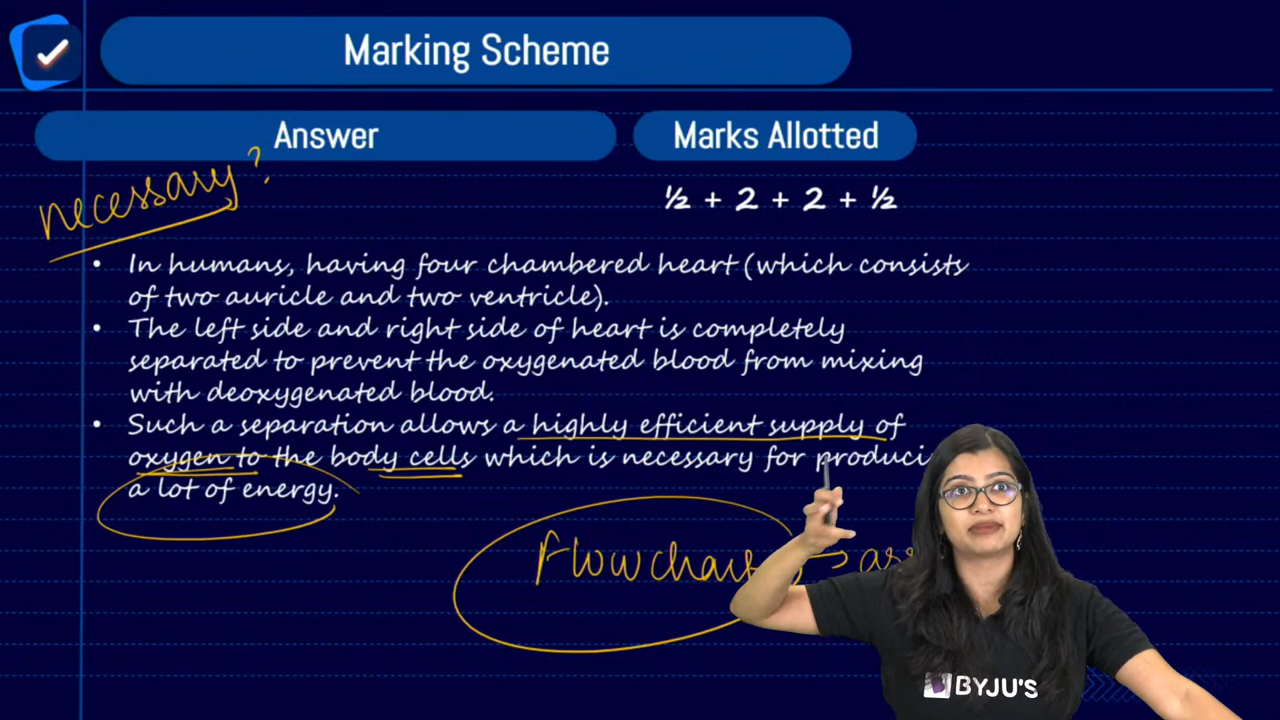 Marking Scheme
Answer
Marks Allotted
necessary?
½ + 2 + 2 + ½
• In humans, having four chambered heart (which consists
of two auricle and two ventricle).
• The left side and right side of heart is completely
separated to prevent the oxygenated blood from mixing
with deoxygenated blood.
• Such a separation allows a highly efficient supply of
oxygen to the body cells which is necessary for produci
a lot of energy.
Flowchart →
BYJU'S